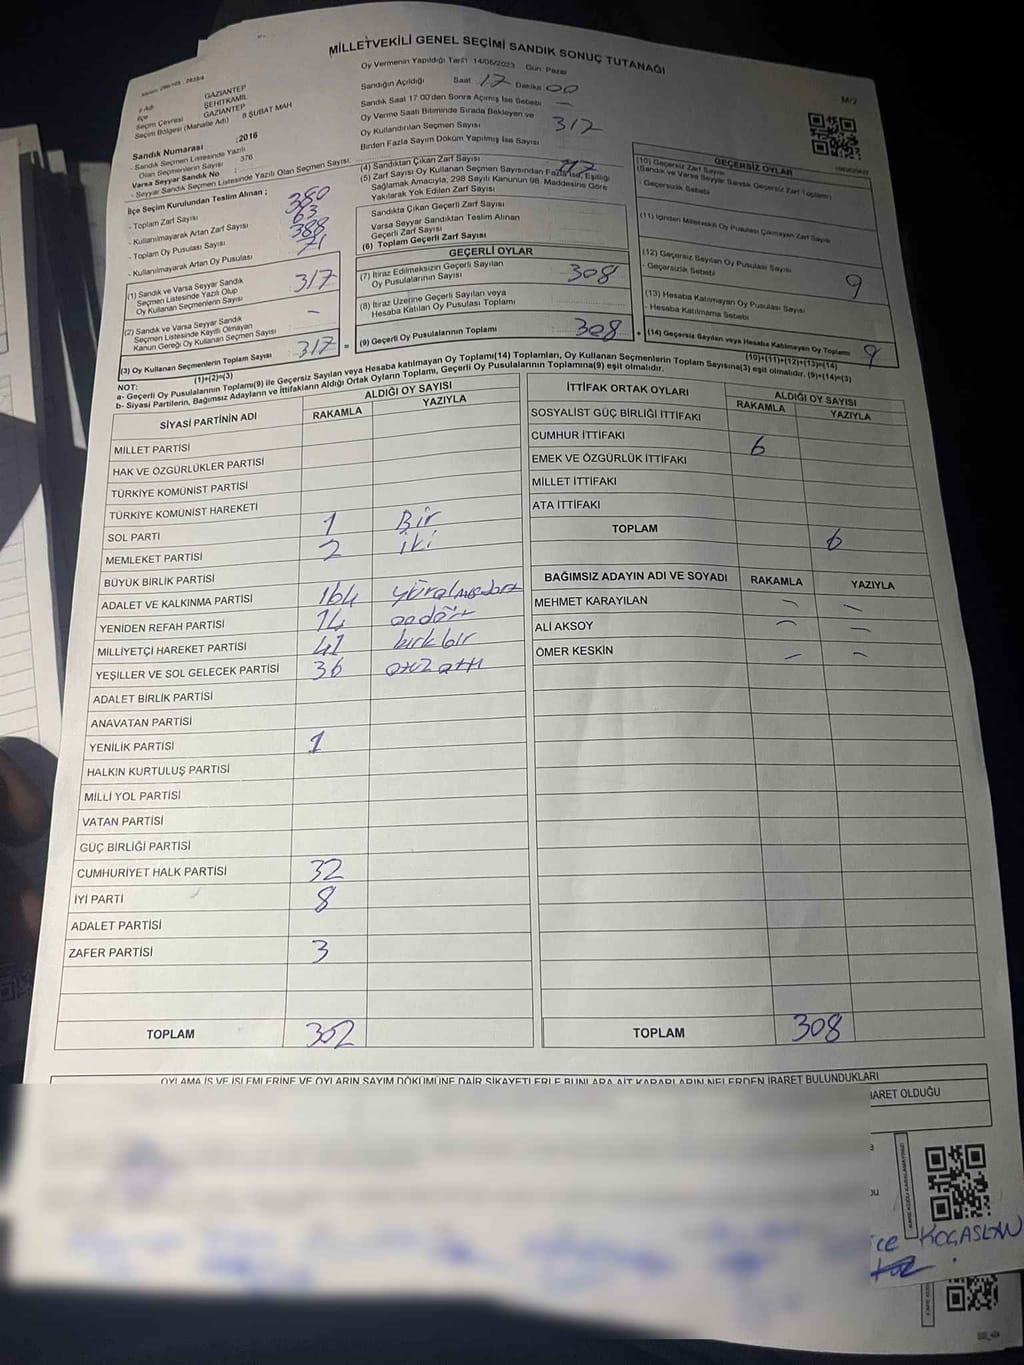 MİLLETVEKİLİ GENEL SEÇİMİ SANDIK SONUÇ TUTANAĞI
Oy Vermenin Yapıldığı Tarih 14/05/2023 Gün: Pazar
M/2
İl Adı GAZİANTEP
İlçe ŞEHİTKAMİL
Seçim Çevresi GAZİANTEP
Seçim Bölgesi (Mahalle Adı) 8 ŞUBAT MAH
Sandık Numarası :2016
- Sandık Seçmen Listesinde Yazılı Olan Seçmenlerin Sayısı 376
Varsa Seyyar Sandık No :
- Seyyar Sandık Seçmen Listesinde Yazılı Olan Seçmen Sayısı:
Sandığın Açıldığı Saat 17 Dakika 00
Sandık Saat 17:00'den Sonra Açılmış İse Sebebi —
Oy Verme Saati Bitiminde Sırada Bekleyen ve
Oy Kullandırılan Seçmen Sayısı 317
Birden Fazla Sayım Döküm Yapılmış İse Sayısı
İlçe Seçim Kurulundan Teslim Alınan ;
- Toplam Zarf Sayısı 380
- Kullanılmayarak Artan Zarf Sayısı 63
- Toplam Oy Pusulası Sayısı 388
- Kullanılmayarak Artan Oy Pusulası 71
(1) Sandık ve Varsa Seyyar Sandık
Seçmen Listesinde Yazılı Olup
Oy Kullanan Seçmenlerin Sayısı 317
(2) Sandık ve Varsa Seyyar Sandık
Seçmen Listesinde Kayıtlı Olmayan
Kanun Gereği Oy Kullanan Seçmen Sayısı —
(3) Oy Kullanan Seçmenlerin Toplam Sayısı 317
(1)+(2)=(3)
(4) Sandıktan Çıkan Zarf Sayısı
(5) Zarf Sayısı Oy Kullanan Seçmen Sayısından Fazla ise, Eşitliği
Sağlamak Amacıyla, 298 Sayılı Kanunun 98. Maddesine Göre
Yakılarak Yok Edilen Zarf Sayısı
Sandıkta Çıkan Geçerli Zarf Sayısı
Varsa Seyyar Sandıktan Teslim Alınan
Geçerli Zarf Sayısı
(6) Toplam Geçerli Zarf Sayısı
GEÇERLİ OYLAR
(7) İtiraz Edilmeksizin Geçerli Sayılan
Oy Pusulalarının Sayısı 308
(8) İtiraz Üzerine Geçerli Sayılan veya
Hesaba Katılan Oy Pusulası Toplamı
= (9) Geçerli Oy Pusulalarının Toplamı 308 +
GEÇERSİZ OYLAR
(10) Geçersiz Zarf Sayısı
(Sandık ve Varsa Seyyar Sandık Geçersiz Zarf Toplamı)
- Geçersizlik Sebebi
(11) İçinden Milletvekili Oy Pusulası Çıkmayan Zarf Sayısı
(12) Geçersiz Sayılan Oy Pusulası Sayısı 9
- Geçersizlik Sebebi
(13) Hesaba Katılmayan Oy Pusulası Sayısı
- Hesaba Katılmama Sebebi
(14) Geçersiz Sayılan veya Hesaba Katılmayan Oy Toplamı 9
(10)+(11)+(12)+(13)=(14)
NOT:
a- Geçerli Oy Pusulalarının Toplamı(9) ile Geçersiz Sayılan veya Hesaba katılmayan Oy Toplamı(14) Toplamları, Oy Kullanan Seçmenlerin Toplam Sayısına(3) eşit olmalıdır. (9)+(14)=(3)
b- Siyasi Partilerin, Bağımsız Adayların ve İttifakların Aldığı Ortak Oyların Toplamı, Geçerli Oy Pusulalarının Toplamına(9) eşit olmalıdır.
SİYASİ PARTİNİN ADI ALDIĞI OY SAYISI
RAKAMLA YAZIYLA
MİLLET PARTİSİ
HAK VE ÖZGÜRLÜKLER PARTİSİ
TÜRKİYE KOMÜNİST PARTİSİ
TÜRKİYE KOMÜNİST HAREKETİ
SOL PARTİ 1 Bir
MEMLEKET PARTİSİ 2 iki
BÜYÜK BİRLİK PARTİSİ
ADALET VE KALKINMA PARTİSİ 164
YENİDEN REFAH PARTİSİ 14
MİLLİYETÇİ HAREKET PARTİSİ 41 kırkbir
YEŞİLLER VE SOL GELECEK PARTİSİ 36 otuz altı
ADALET BİRLİK PARTİSİ
ANAVATAN PARTİSİ
YENİLİK PARTİSİ 1
HALKIN KURTULUŞ PARTİSİ
MİLLİ YOL PARTİSİ
VATAN PARTİSİ
GÜÇ BİRLİĞİ PARTİSİ
CUMHURİYET HALK PARTİSİ 32
İYİ PARTİ 8
ADALET PARTİSİ
ZAFER PARTİSİ 3
TOPLAM 302
İTTİFAK ORTAK OYLARI ALDIĞI OY SAYISI
RAKAMLA YAZIYLA
SOSYALİST GÜÇ BİRLİĞİ İTTİFAKI
CUMHUR İTTİFAKI 6
EMEK VE ÖZGÜRLÜK İTTİFAKI
MİLLET İTTİFAKI
ATA İTTİFAKI
TOPLAM 6
BAĞIMSIZ ADAYIN ADI VE SOYADI RAKAMLA YAZIYLA
MEHMET KARAYILAN — —
ALİ AKSOY — —
ÖMER KESKİN — —
TOPLAM 308
OYLAMA İŞ VE İŞLEMLERİNE VE OYLARIN SAYIM DÖKÜMÜNE DAİR ŞİKAYETLERLE BUNLARA AİT KARARLARIN NELERDEN İBARET BULUNDUKLARI
İBARET OLDUĞU
KOÇASLAN